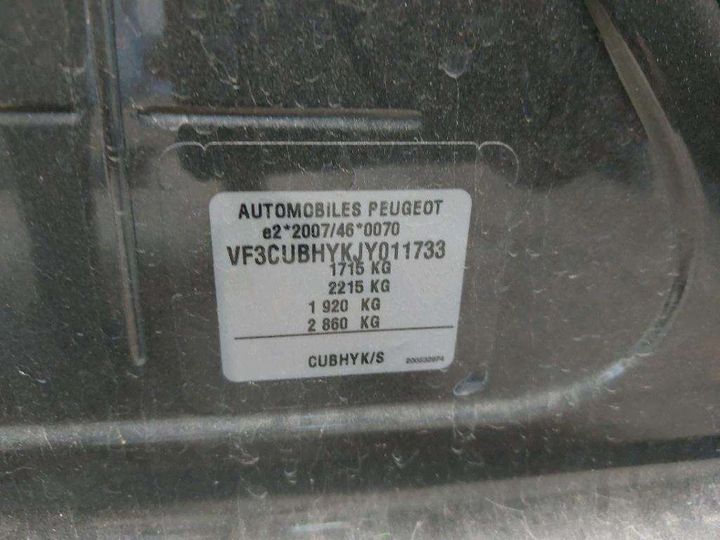 AUTOMOBILES PEUGEOT
e2*2007/46*0070
VF3CUBHYKJY011733
1715 KG
2215 KG
1 920 KG
2 860 KG
CUBHYK/S